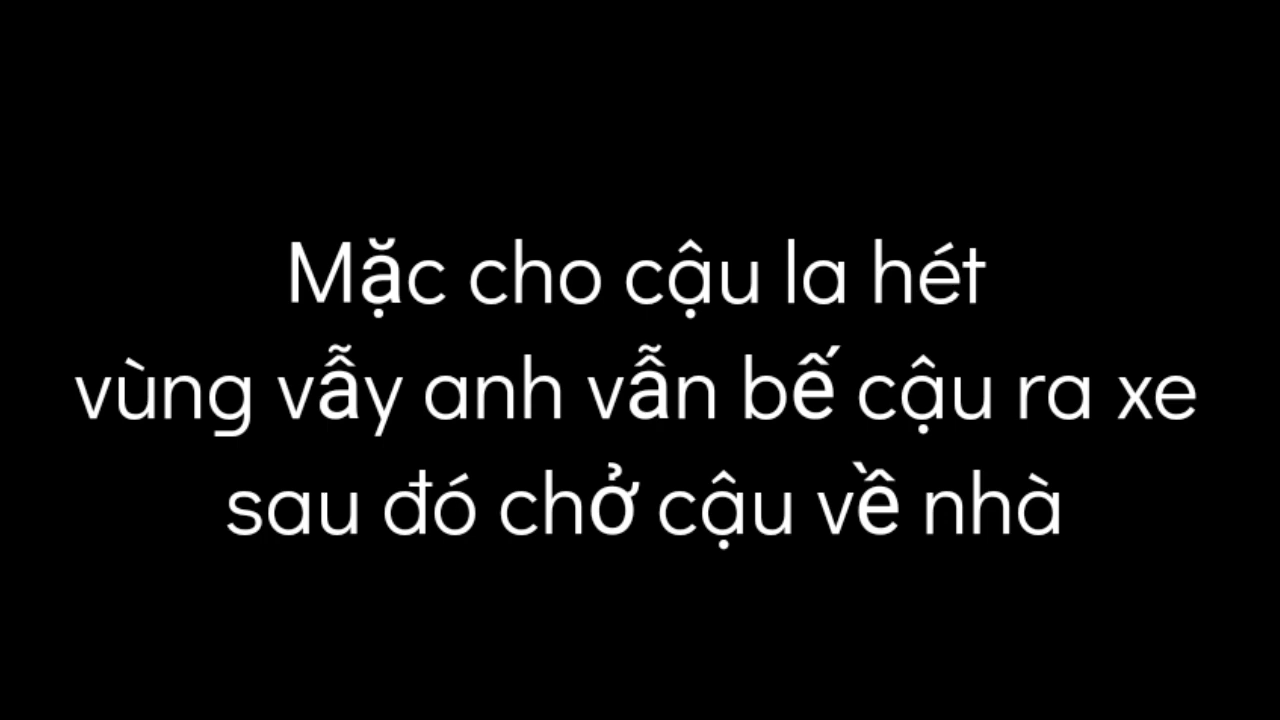 Mặc cho cậu la hét
vùng vẫy anh vẫn bế cậu ra xe
sau đó chở cậu về nhà